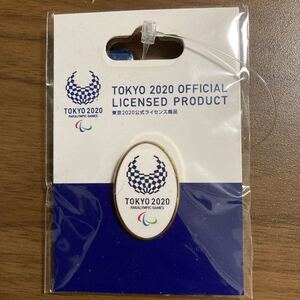 TOKYO 2020 OFFICIAL
LICENSED PRODUCT
東京2020公式ライセンス商品
TOKYO 2020
PARALYMPIC GAMES
TOKYO 2020
PARALYMPIC GAMES